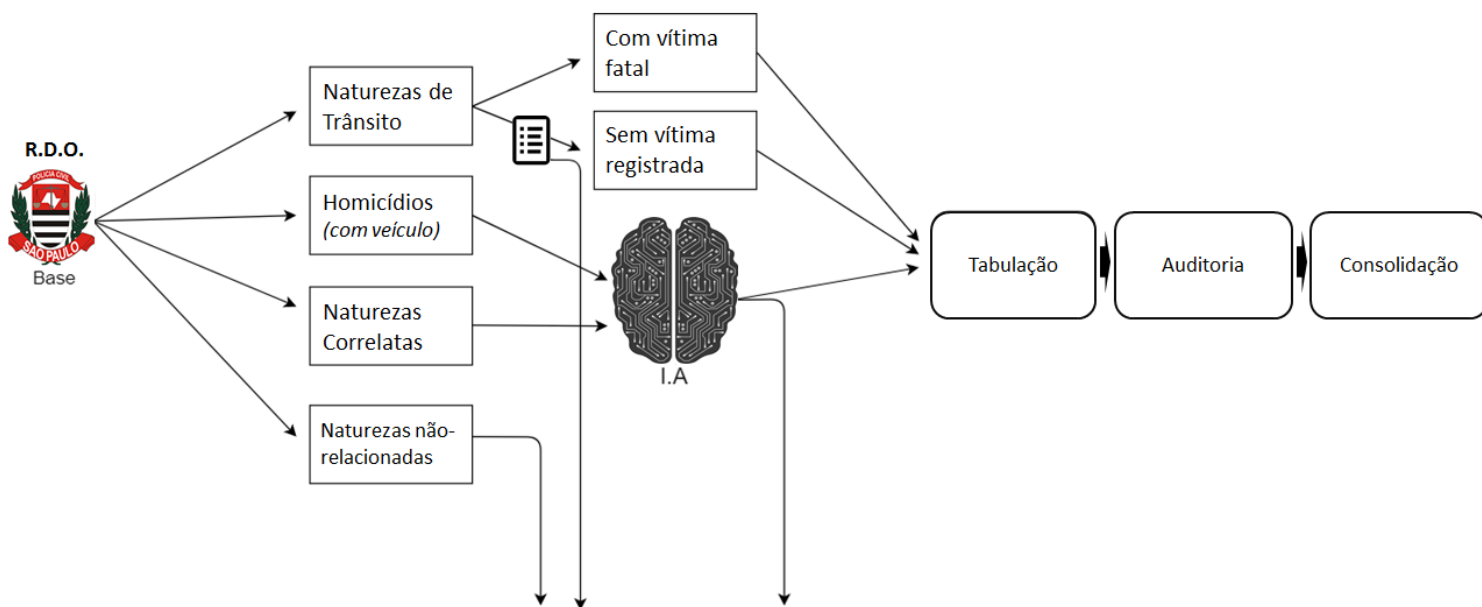 R.D.O.
POLICIA CIVIL
SÃO PAULO
Base
Naturezas de
Trânsito
Homicídios
(com veículo)
Naturezas
Correlatas
Naturezas não-
relacionadas
Com vítima
fatal
Sem vítima
registrada
I.A
Tabulação
Auditoria
Consolidação